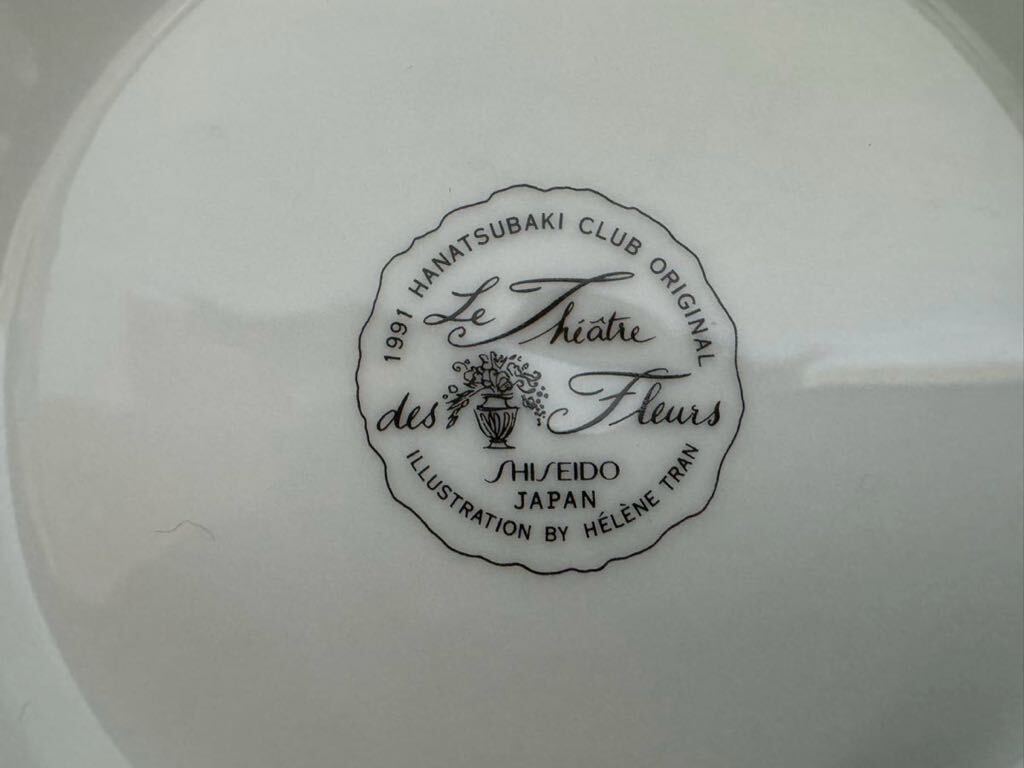 1991 HANATSUBAKI CLUB ORIGINAL
Le Théâtre
des Fleurs
SHISEIDO
JAPAN
ILLUSTRATION BY HÉLÈNE TRAN